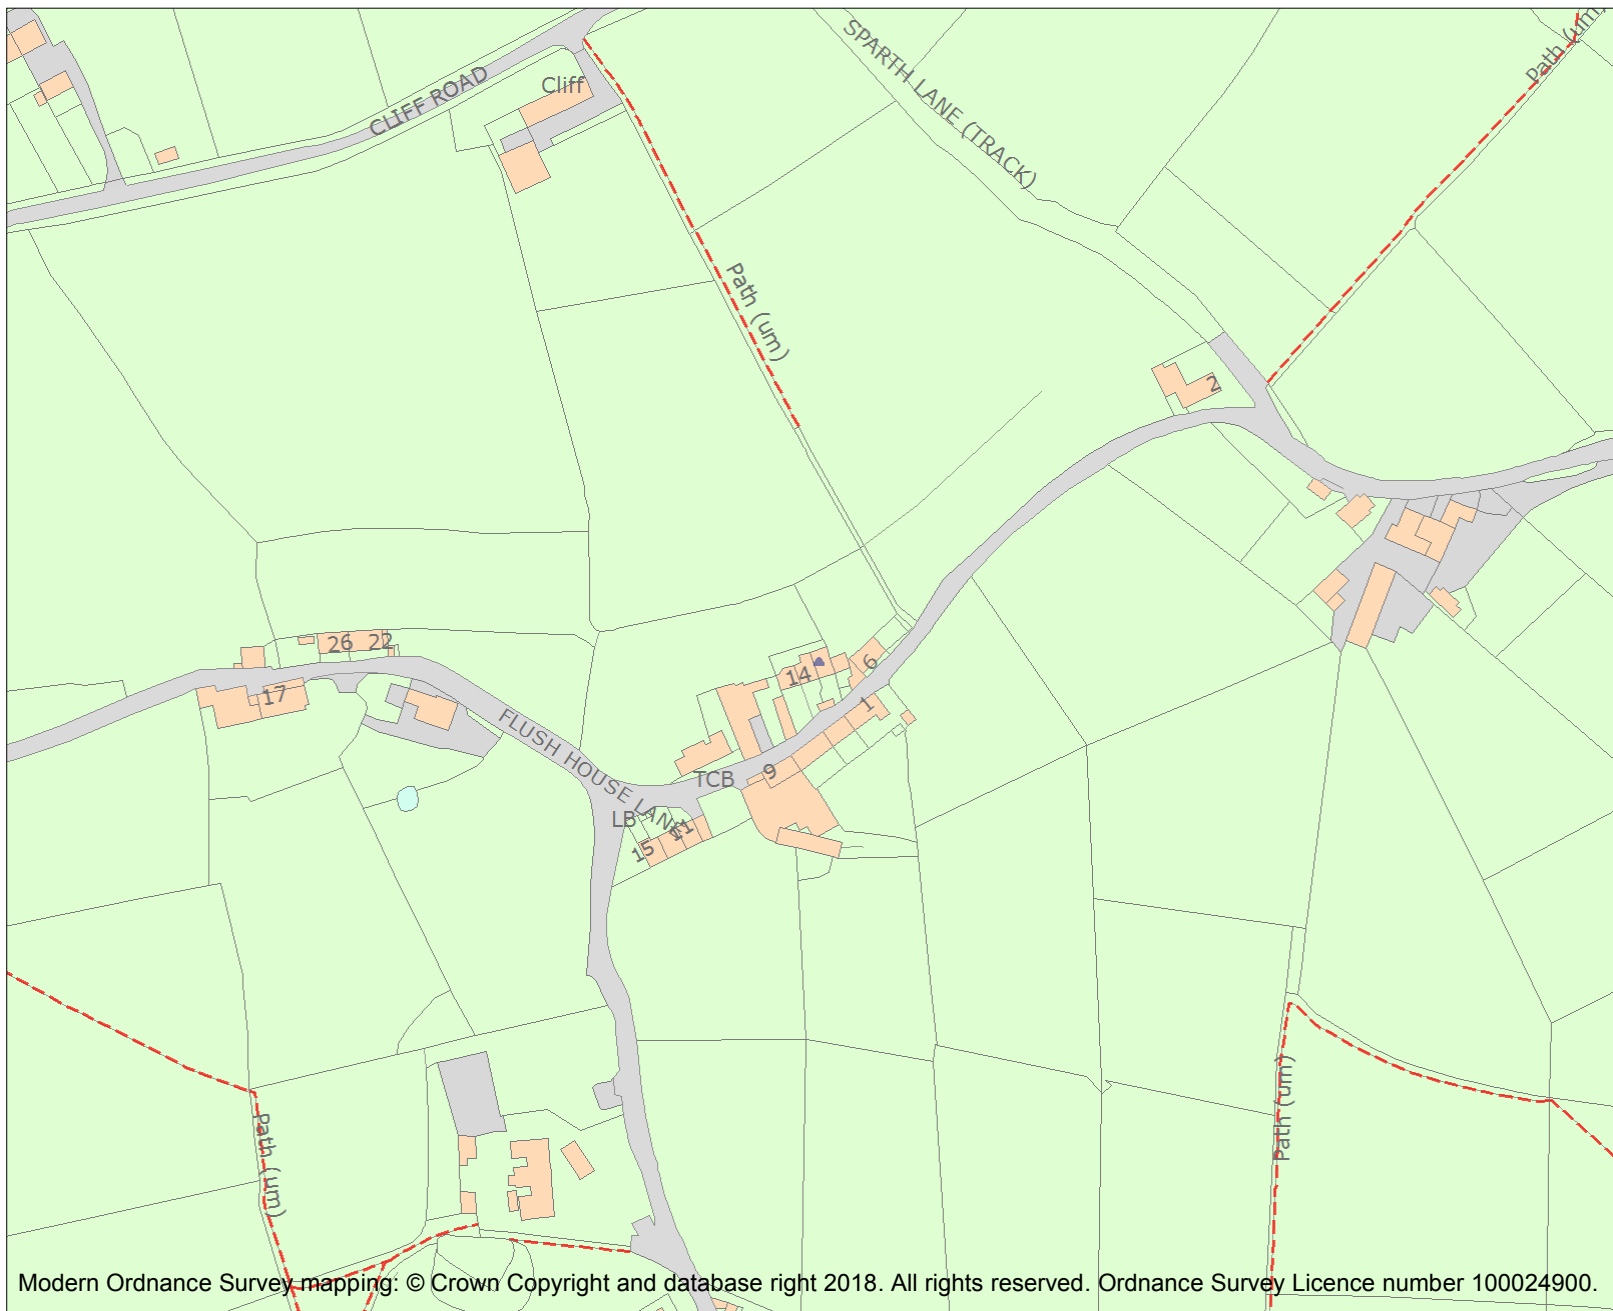 Cliff
CLIFF ROAD
SPARTH LANE (TRACK)
Path (um)
Path (um)
2
26
22
17
14
6
1
FLUSH HOUSE LANE
TCB
9
LB
11
15
Path (um)
Path (um)
Modern Ordnance Survey mapping: © Crown Copyright and database right 2018. All rights reserved. Ordnance Survey Licence number 100024900.